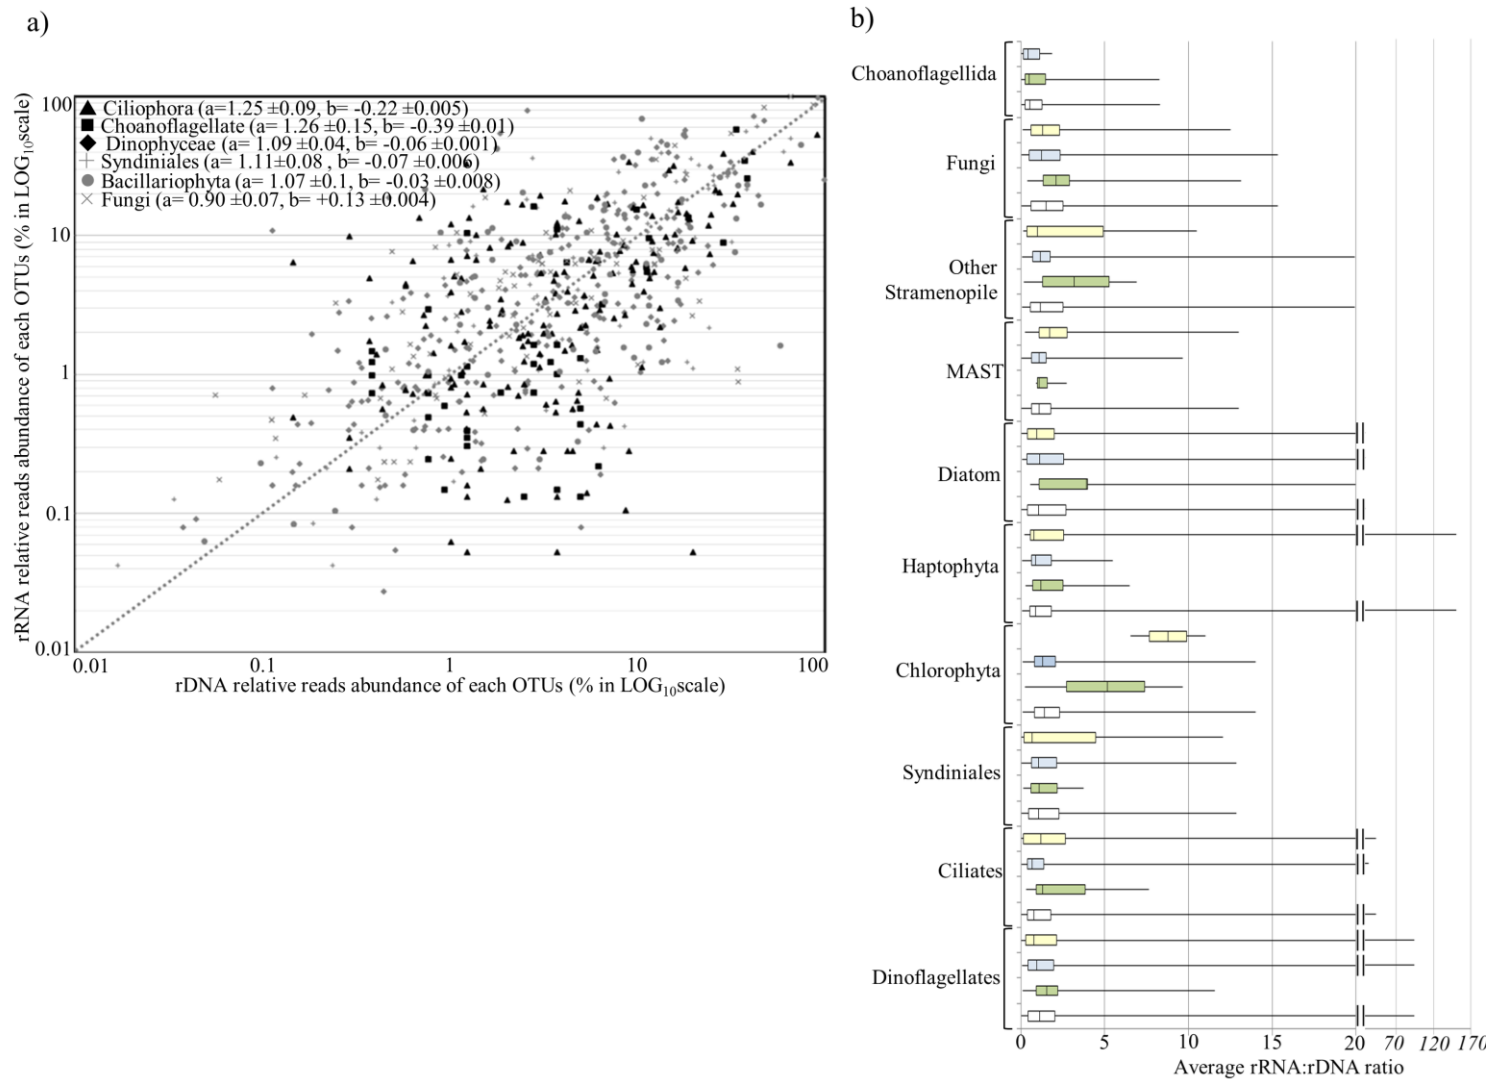 a)
100
10
1
0.1
0.01
rRNA relative reads abundance of each OTUs (% in LOG10scale)
Ciliophora (a=1.25 ±0.09, b= -0.22 ±0.005)
Choanoflagellate (a= 1.26 ±0.15, b= -0.39 ±0.01)
Dinophyceae (a= 1.09 ±0.04, b= -0.06 ±0.001)
Syndiniales (a= 1.11±0.08 , b= -0.07 ±0.006)
Bacillariophyta (a= 1.07 ±0.1, b= -0.03 ±0.008)
Fungi (a= 0.90 ±0.07, b= +0.13 ±0.004)
0.01 0.1 1 10 100
rDNA relative reads abundance of each OTUs (% in LOG10scale)
b)
Choanoflagellida
Fungi
Other
Stramenopile
MAST
Diatom
Haptophyta
Chlorophyta
Syndiniales
Ciliates
Dinoflagellates
0 5 10 15 20 70 120 170
Average rRNA:rDNA ratio